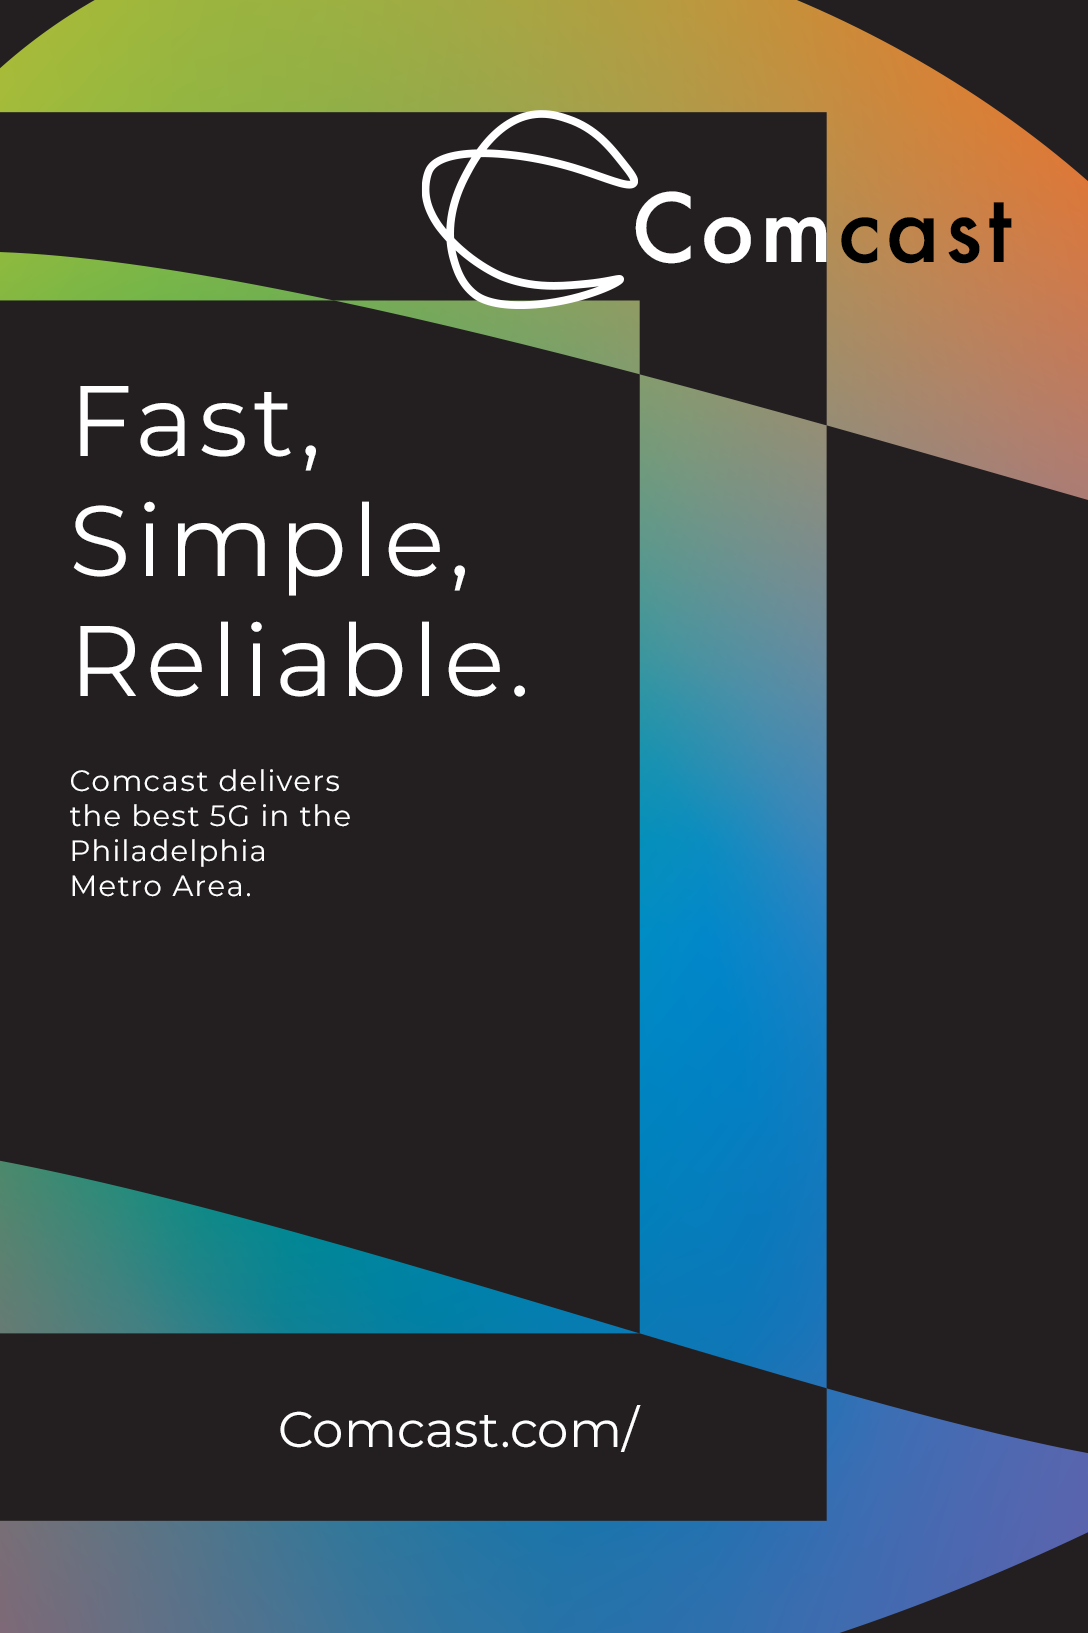 Comcast
Fast,
Simple,
Reliable.
Comcast delivers
the best 5G in the
Philadelphia
Metro Area.
Comcast.com/